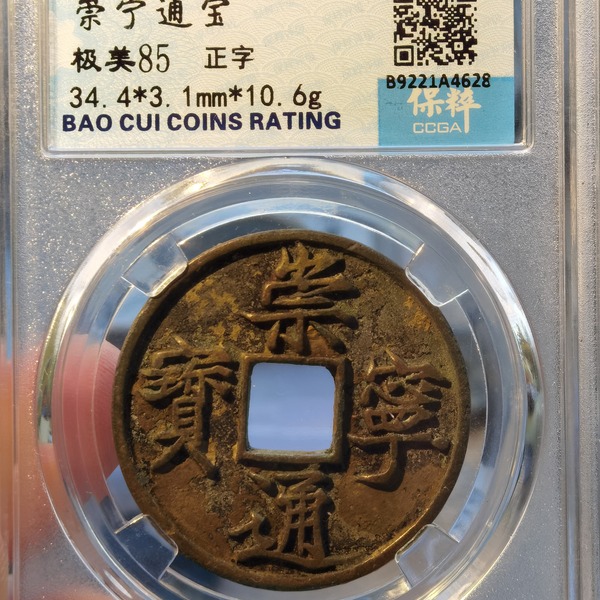 崇宁通宝
极美85 正字
34.4*3.1mm*10.6g
BAO CUI COINS RATING
B9221A4628
保粹
CCGA
崇
寧
通
寶